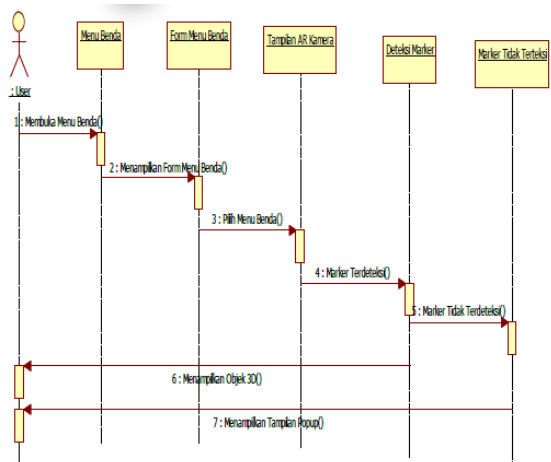 Menu Benda
Form Menu Benda
Tampilan AR Kamera
Deteksi Marker
Marker Tidak Terteksi
: User
1 : Membuka Menu Benda()
2 : Menampilkan Form Menu Benda()
3 : Pilih Menu Benda()
4 : Marker Terdeteksi()
5 : Marker Tidak Terdeteksi()
6 : Menampilkan Objek 3D()
7 : Menampilkan Tampilan Popup()